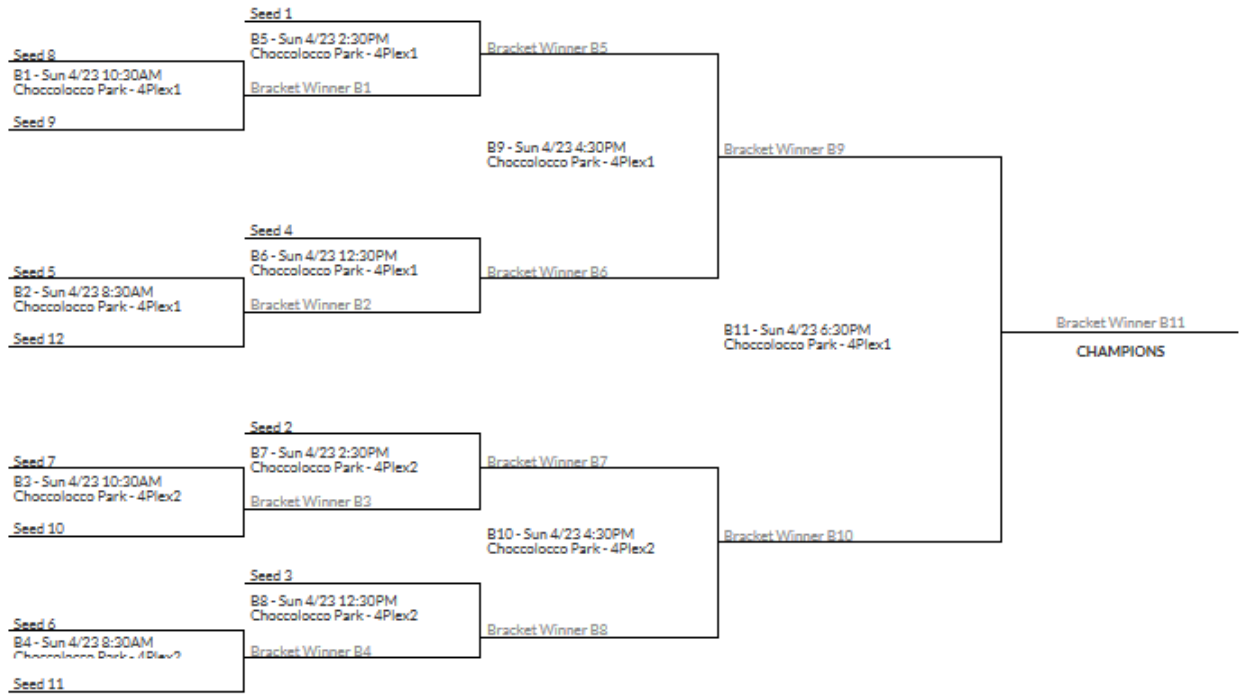 Seed 1
B5 - Sun 4/23 2:30PM
Choccolocco Park - 4Plex1
Bracket Winner B5
Seed 8
B1 - Sun 4/23 10:30AM
Choccolocco Park - 4Plex1
Bracket Winner B1
Seed 9
B9 - Sun 4/23 4:30PM
Choccolocco Park - 4Plex1
Bracket Winner B9
Seed 4
B6 - Sun 4/23 12:30PM
Choccolocco Park - 4Plex1
Bracket Winner B6
Seed 5
B2 - Sun 4/23 8:30AM
Choccolocco Park - 4Plex1
Bracket Winner B2
Seed 12
B11 - Sun 4/23 6:30PM
Choccolocco Park - 4Plex1
Bracket Winner B11
CHAMPIONS
Seed 2
B7 - Sun 4/23 2:30PM
Choccolocco Park - 4Plex2
Bracket Winner B7
Seed 7
B3 - Sun 4/23 10:30AM
Choccolocco Park - 4Plex2
Bracket Winner B3
Seed 10
B10 - Sun 4/23 4:30PM
Choccolocco Park - 4Plex2
Bracket Winner B10
Seed 3
B8 - Sun 4/23 12:30PM
Choccolocco Park - 4Plex2
Bracket Winner B8
Seed 6
B4 - Sun 4/23 8:30AM
Choccolocco Park - 4Plex2
Bracket Winner B4
Seed 11